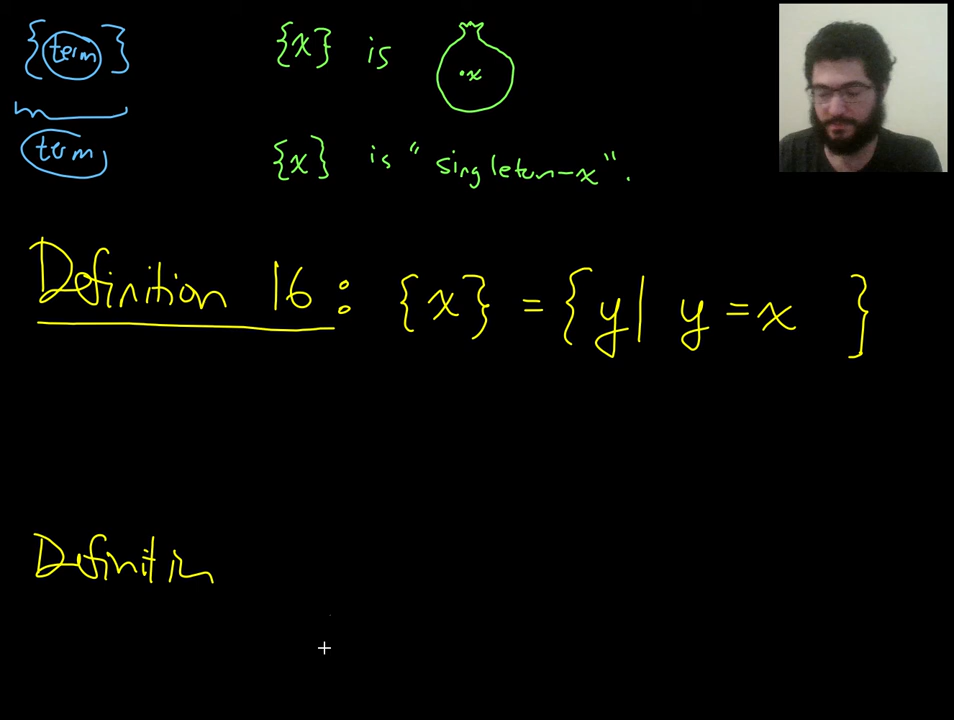 {term}
term
{x} is ·x
{x} is "singleton-x".
Definition 16: {x} = {y| y=x }
Definition